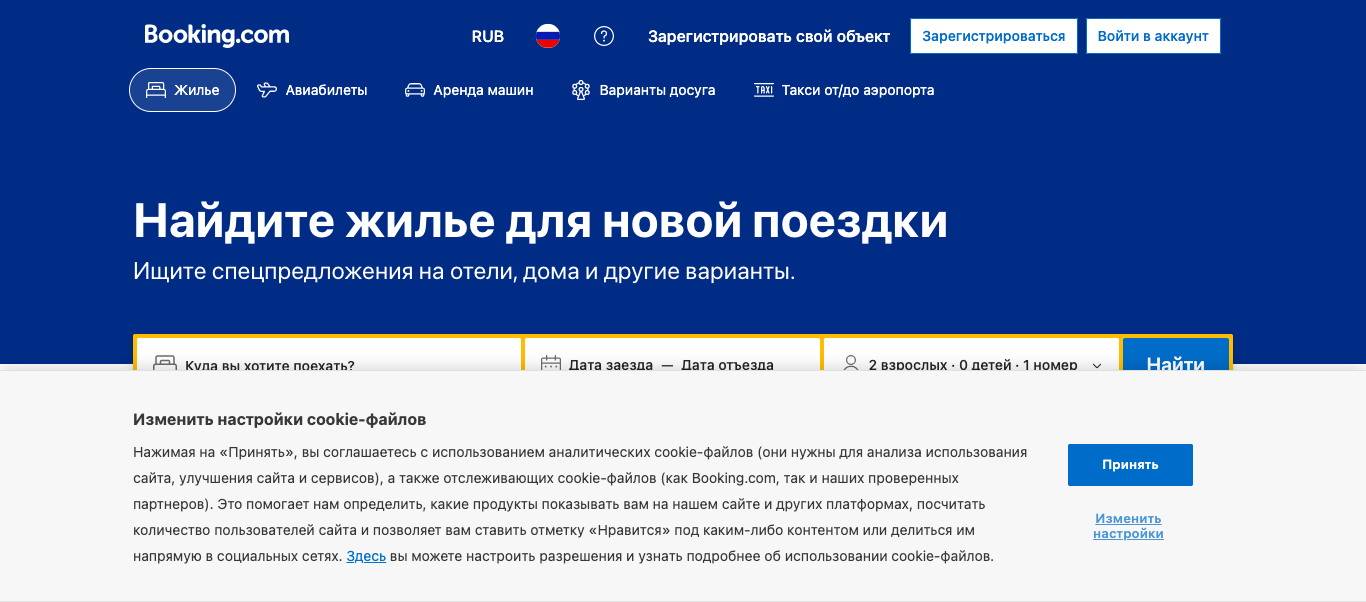 Booking.com
RUB
Зарегистрировать свой объект
Зарегистрироваться
Войти в аккаунт
Жилье
Авиабилеты
Аренда машин
Варианты досуга
TAXI
Такси от/до аэропорта
Найдите жилье для новой поездки
Ищите спецпредложения на отели, дома и другие варианты.
Куда вы хотите поехать?
Дата заезда — Дата отъезда
2 взрослых · 0 детей · 1 номер
Найти
Изменить настройки cookie-файлов
Нажимая на «Принять», вы соглашаетесь с использованием аналитических cookie-файлов (они нужны для анализа использования
сайта, улучшения сайта и сервисов), а также отслеживающих cookie-файлов (как Booking.com, так и наших проверенных
партнеров). Это помогает нам определить, какие продукты показывать вам на нашем сайте и других платформах, посчитать
количество пользователей сайта и позволяет вам ставить отметку «Нравится» под каким-либо контентом или делиться им
напрямую в социальных сетях. Здесь вы можете настроить разрешения и узнать подробнее об использовании cookie-файлов.
Принять
Изменить
настройки